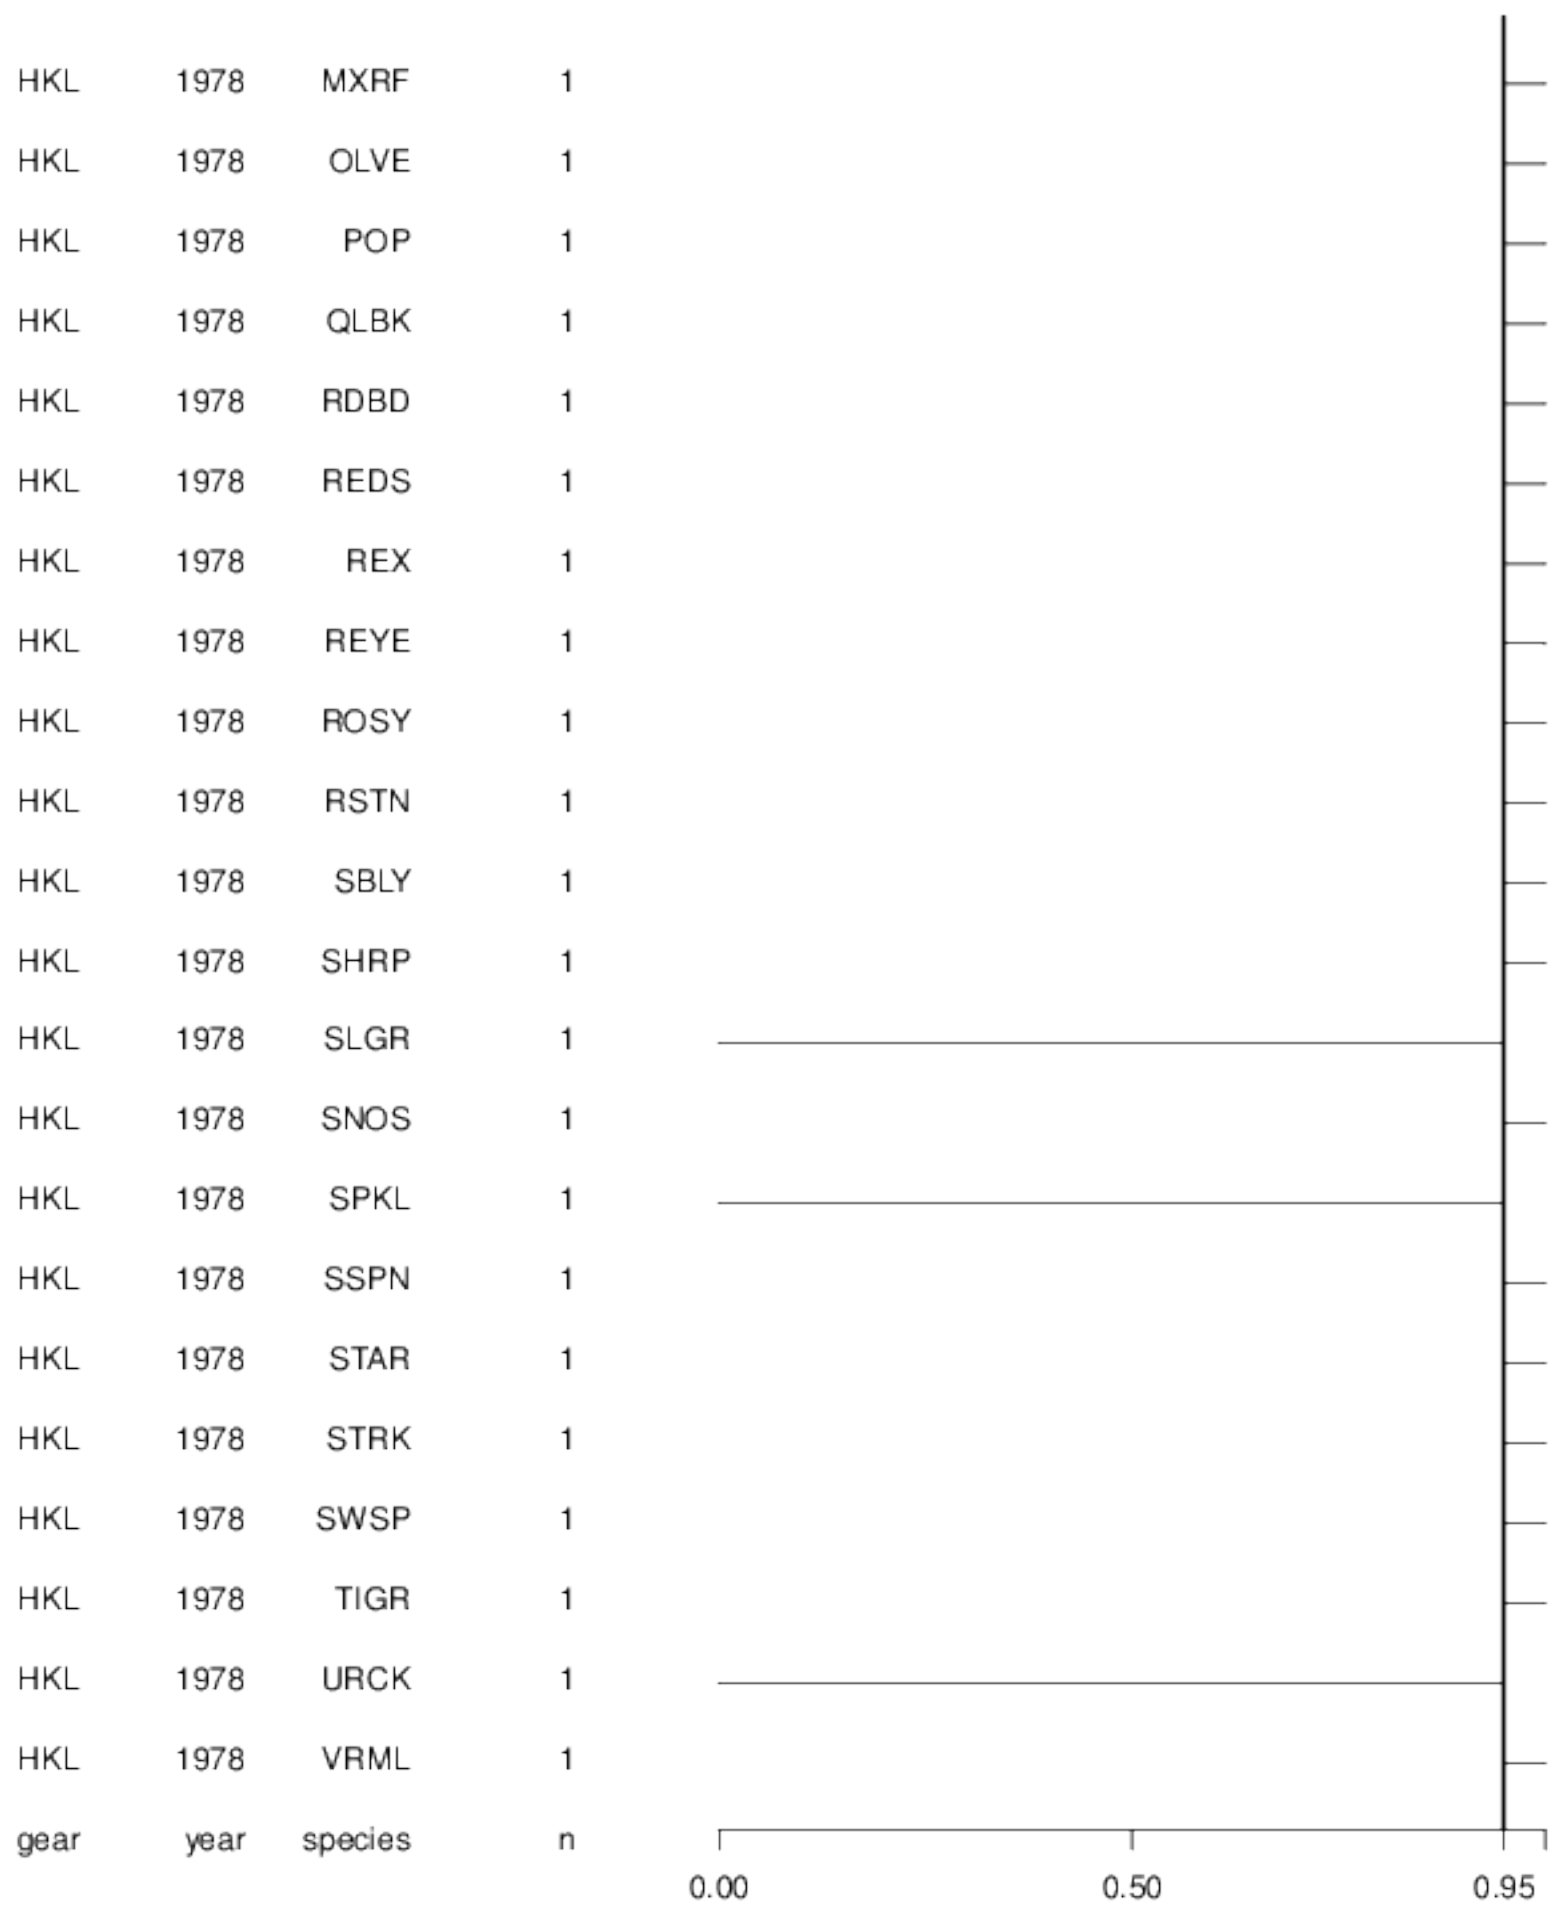 HKL 1978 MXRF 1
HKL 1978 OLVE 1
HKL 1978 POP 1
HKL 1978 QLBK 1
HKL 1978 RDBD 1
HKL 1978 REDS 1
HKL 1978 REX 1
HKL 1978 REYE 1
HKL 1978 ROSY 1
HKL 1978 RSTN 1
HKL 1978 SBLY 1
HKL 1978 SHRP 1
HKL 1978 SLGR 1
HKL 1978 SNOS 1
HKL 1978 SPKL 1
HKL 1978 SSPN 1
HKL 1978 STAR 1
HKL 1978 STRK 1
HKL 1978 SWSP 1
HKL 1978 TIGR 1
HKL 1978 URCK 1
HKL 1978 VRML 1
gear year species n
0.00 0.50 0.95